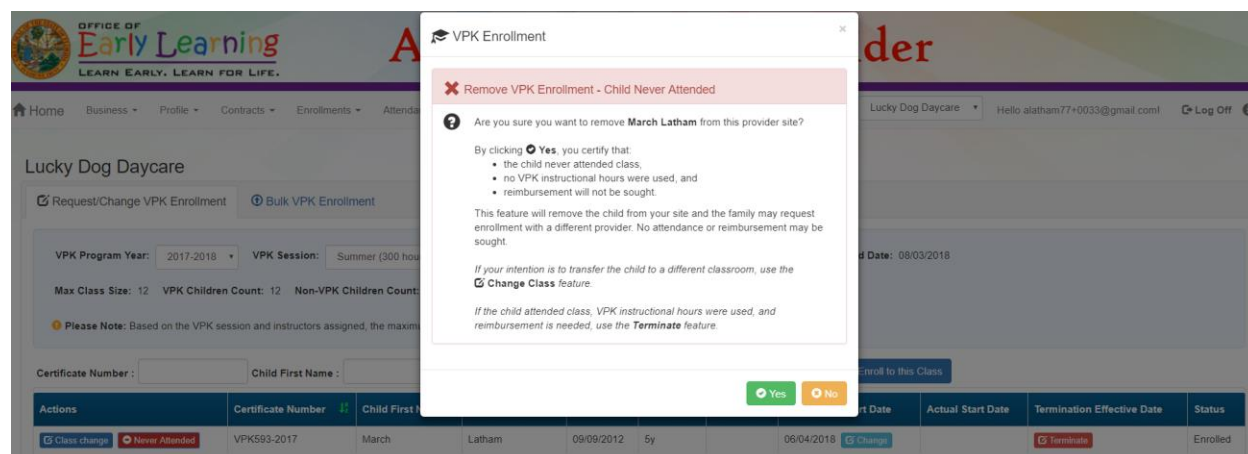 OFFICE OF
Early Learning
LEARN EARLY. LEARN FOR LIFE.
A
der
Home Business Profile Contracts Enrollments Attenda
Lucky Dog Daycare Hello alatham77+0033@gmail.com! Log Off
Lucky Dog Daycare
Request/Change VPK Enrollment Bulk VPK Enrollment
VPK Program Year: 2017-2018 VPK Session: Summer (300 hou
d Date: 08/03/2018
Max Class Size: 12 VPK Children Count: 12 Non-VPK Children Count:
Please Note: Based on the VPK session and instructors assigned, the maximu
Certificate Number : Child First Name :
Enroll to this Class
Actions Certificate Number Child First N
rt Date Actual Start Date Termination Effective Date Status
Class change Never Attended VPK593-2017 March Latham 09/09/2012 5y 06/04/2018 Change Terminate Enrolled
VPK Enrollment ×
Remove VPK Enrollment - Child Never Attended
Are you sure you want to remove March Latham from this provider site?
By clicking Yes, you certify that:
• the child never attended class,
• no VPK instructional hours were used, and
• reimbursement will not be sought.
This feature will remove the child from your site and the family may request
enrollment with a different provider. No attendance or reimbursement may be
sought.
If your intention is to transfer the child to a different classroom, use the
Change Class feature.
If the child attended class, VPK instructional hours were used, and
reimbursement is needed, use the Terminate feature.
Yes No